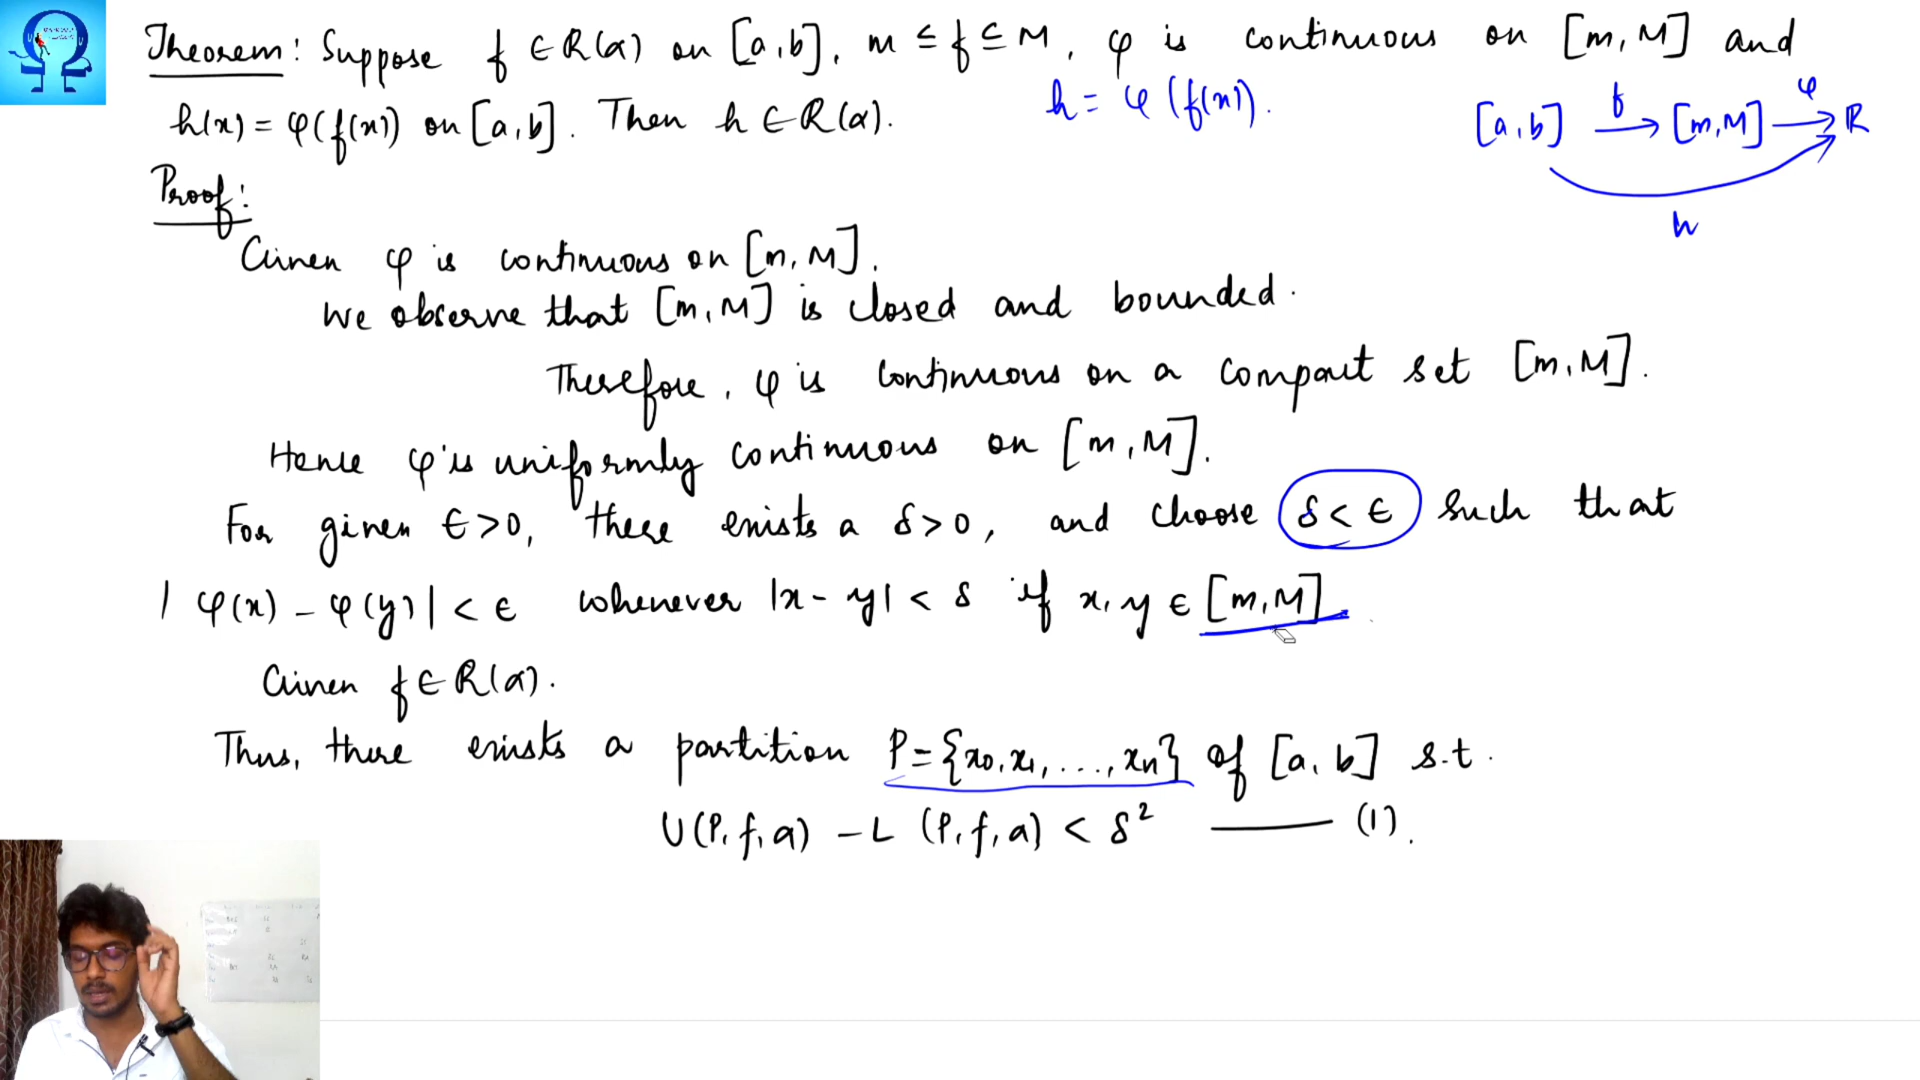 Theorem: Suppose f ∈ R(α) on [a,b], m ≤ f ≤ M, φ is continuous on [m,M] and
h(x) = φ(f(x)) on [a,b]. Then h ∈ R(α).
h = φ(f(x)).
[a,b] f→ [m,M] φ→ R
h
Proof:
Given φ is continuous on [m,M].
We observe that [m,M] is closed and bounded.
Therefore, φ is continuous on a compact set [m,M].
Hence φ is uniformly continuous on [m,M].
For given ϵ>0, there exists a δ>0, and choose δ<ϵ such that
|φ(x) - φ(y)| < ϵ whenever |x-y| < δ if x,y ∈ [m,M]
Given f ∈ R(α).
Thus, there exists a partition P={x₀,x₁,...,xₙ} of [a,b] s.t.
U(P,f,α) - L(P,f,α) < δ² —— (1).